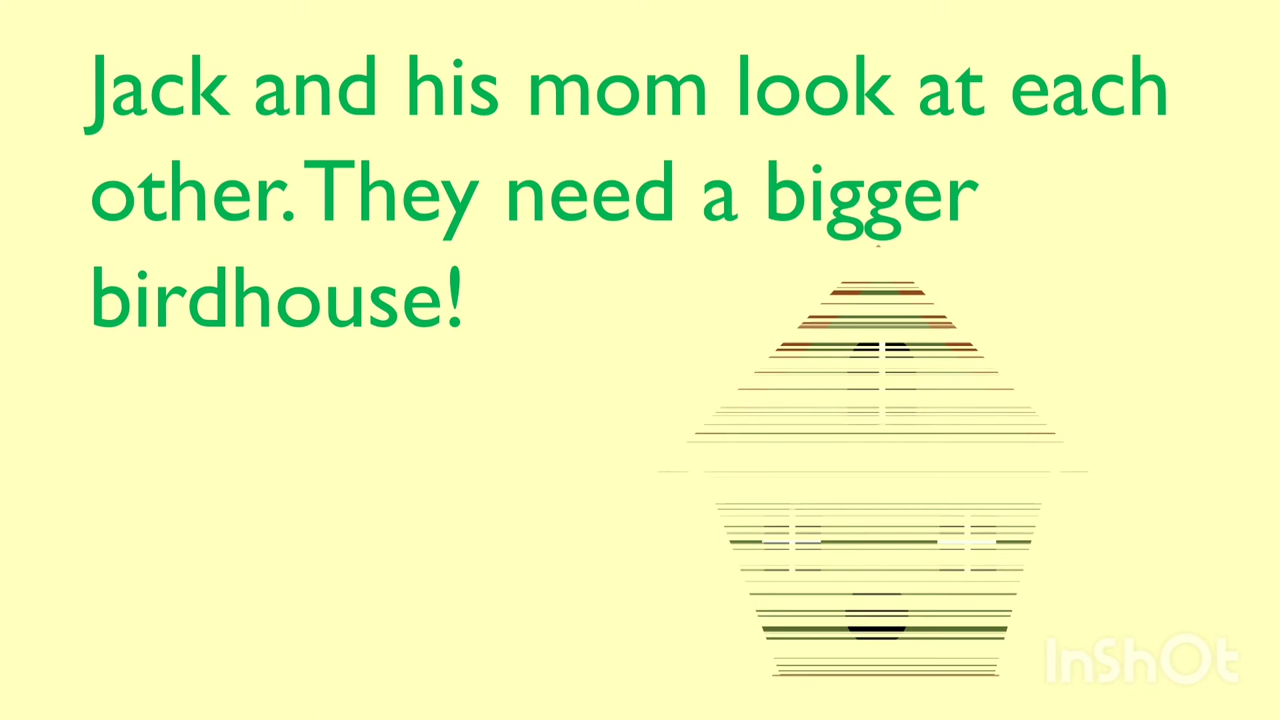 Jack and his mom look at each
other. They need a bigger
birdhouse!
InShOt